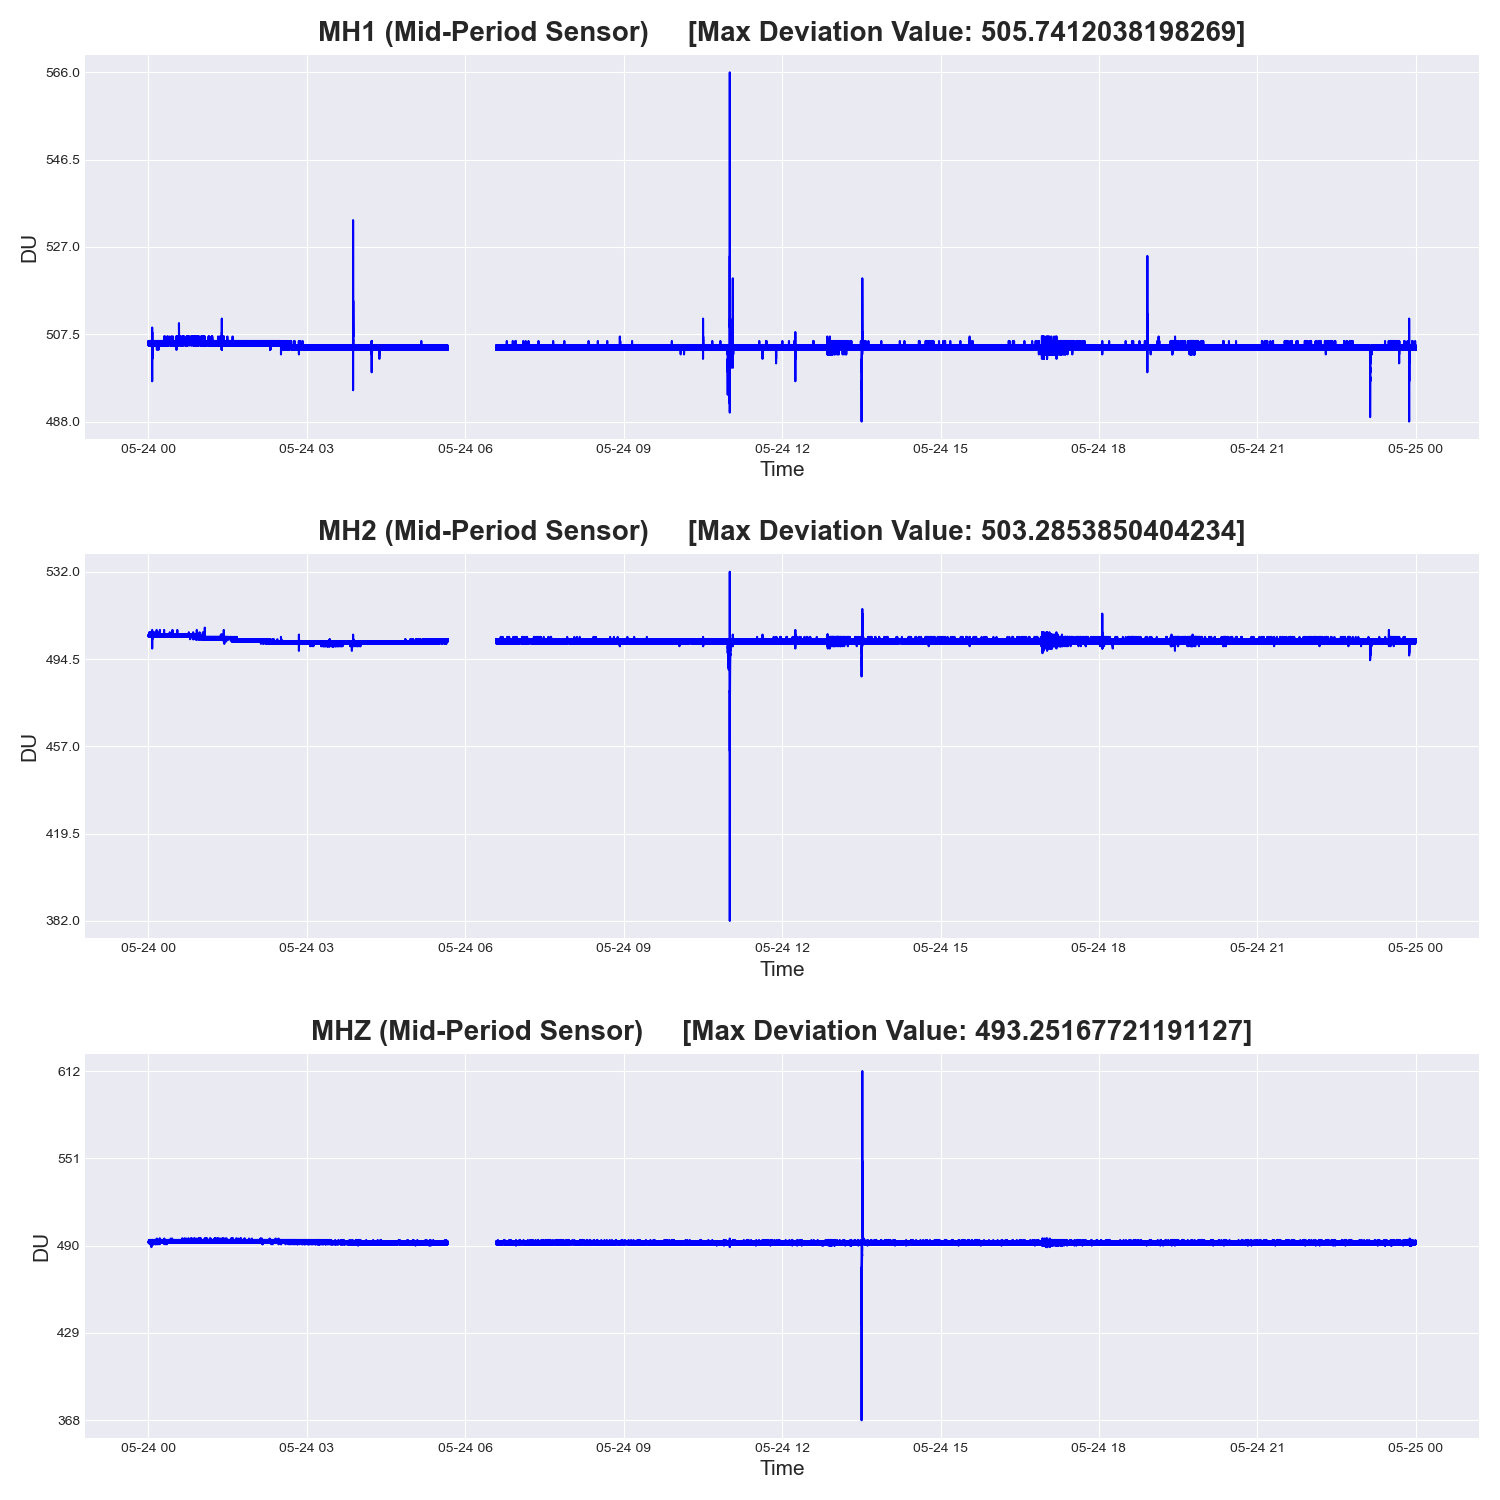 MH1 (Mid-Period Sensor) [Max Deviation Value: 505.7412038198269]
566.0
546.5
527.0
507.5
488.0
DU
05-24 00 05-24 03 05-24 06 05-24 09 05-24 12 05-24 15 05-24 18 05-24 21 05-25 00
Time
MH2 (Mid-Period Sensor) [Max Deviation Value: 503.2853850404234]
532.0
494.5
457.0
419.5
382.0
DU
05-24 00 05-24 03 05-24 06 05-24 09 05-24 12 05-24 15 05-24 18 05-24 21 05-25 00
Time
MHZ (Mid-Period Sensor) [Max Deviation Value: 493.25167721191127]
612
551
490
429
368
DU
05-24 00 05-24 03 05-24 06 05-24 09 05-24 12 05-24 15 05-24 18 05-24 21 05-25 00
Time